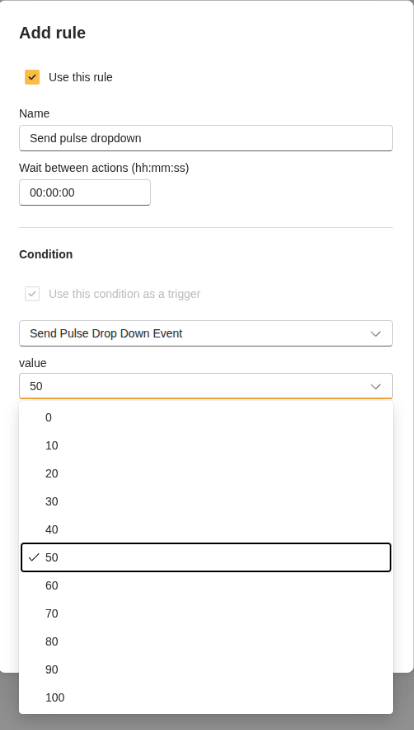 Add rule
Use this rule
Name
Send pulse dropdown
Wait between actions (hh:mm:ss)
00:00:00
Condition
Use this condition as a trigger
Send Pulse Drop Down Event
value
50
0
10
20
30
40
50
60
70
80
90
100